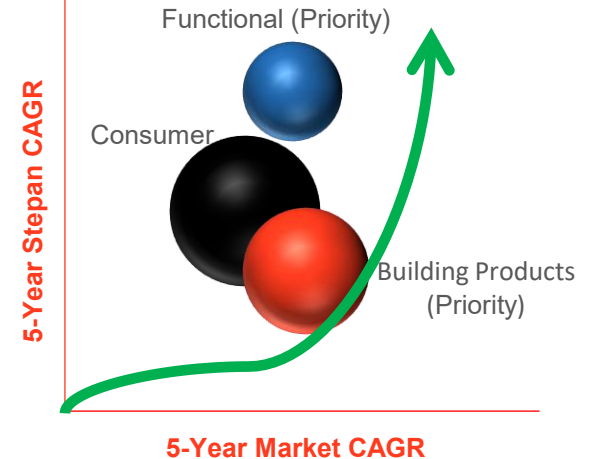 Functional (Priority)
Consumer
Building Products
(Priority)
5-Year Stepan CAGR
5-Year Market CAGR